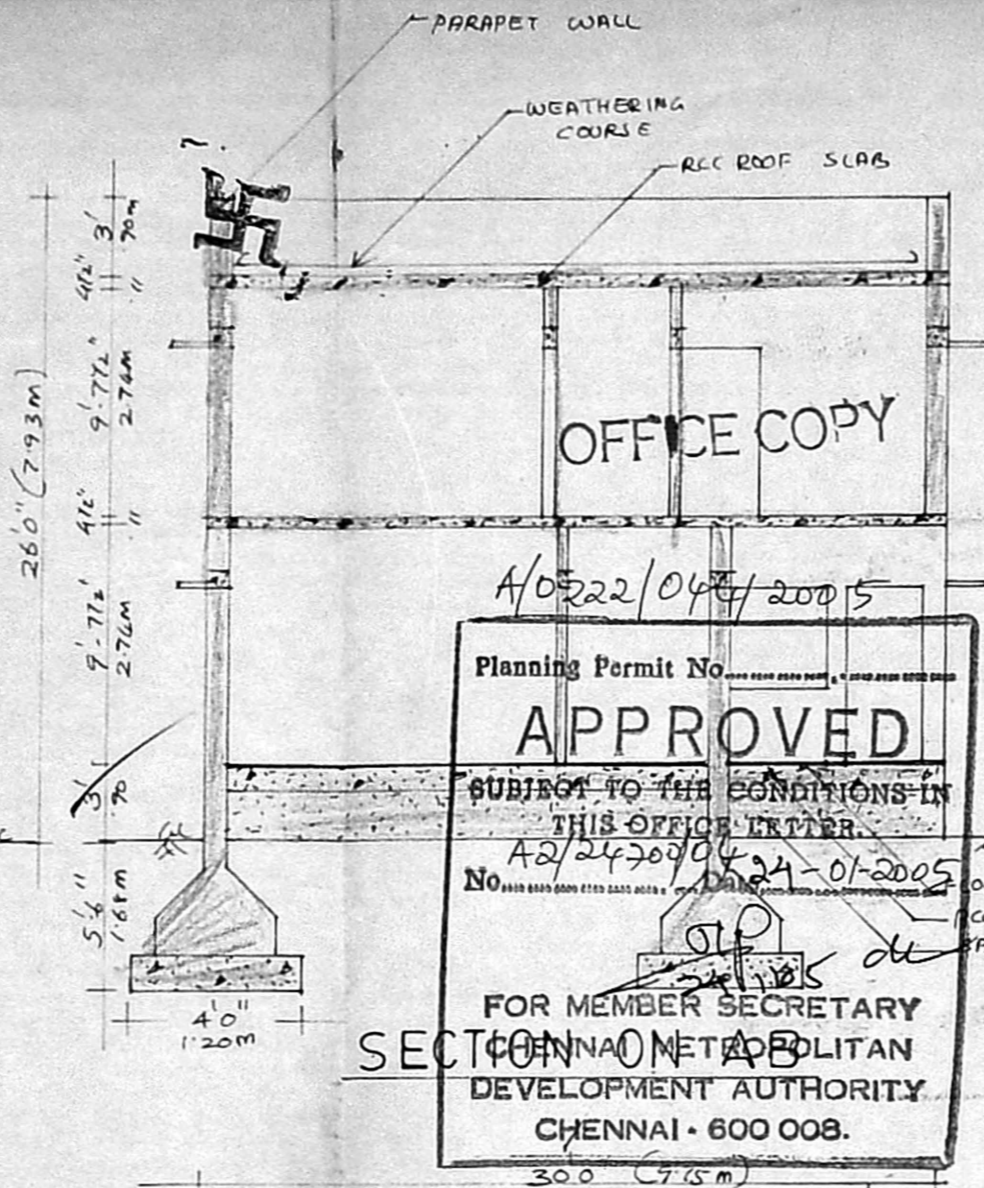 PARAPET WALL
WEATHERING
COURSE
RCC ROOF SLAB
3'
90m
4½"
.11
9'-7½"
2.76m
26'0" (7.93m)
OFFICE COPY
4½"
.11
9'-7½'
2.76m
A/0222/04
2005
Planning Permit No
APPROVED
SUBJECT TO THE CONDITIONS IN
THIS OFFICE LETTER.
3'
90
No. A2/24700/04 Date 24-01-2005
5'6"
1.68m
4'0"
1.20m
SECTION ON AB
FOR MEMBER SECRETARY
CHENNAI METROPOLITAN
DEVELOPMENT AUTHORITY
CHENNAI - 600 008.
30.0 (9.15m)